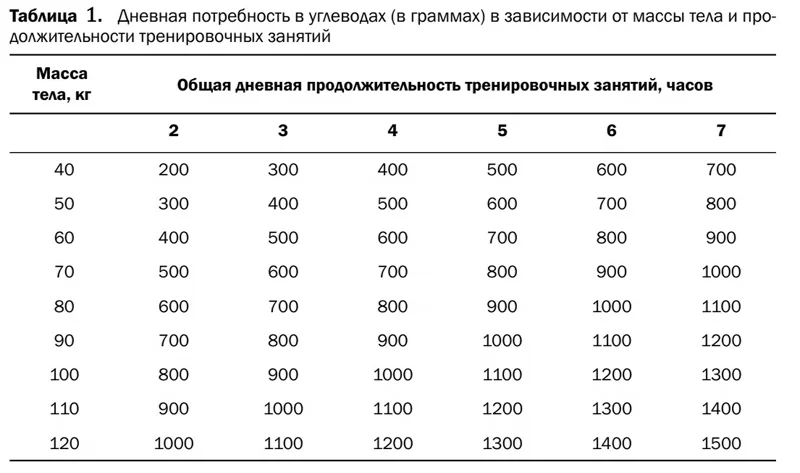 Таблица 1. Дневная потребность в углеводах (в граммах) в зависимости от массы тела и про-
должительности тренировочных занятий
Масса тела, кг Общая дневная продолжительность тренировочных занятий, часов
2 3 4 5 6 7
40 200 300 400 500 600 700
50 300 400 500 600 700 800
60 400 500 600 700 800 900
70 500 600 700 800 900 1000
80 600 700 800 900 1000 1100
90 700 800 900 1000 1100 1200
100 800 900 1000 1100 1200 1300
110 900 1000 1100 1200 1300 1400
120 1000 1100 1200 1300 1400 1500